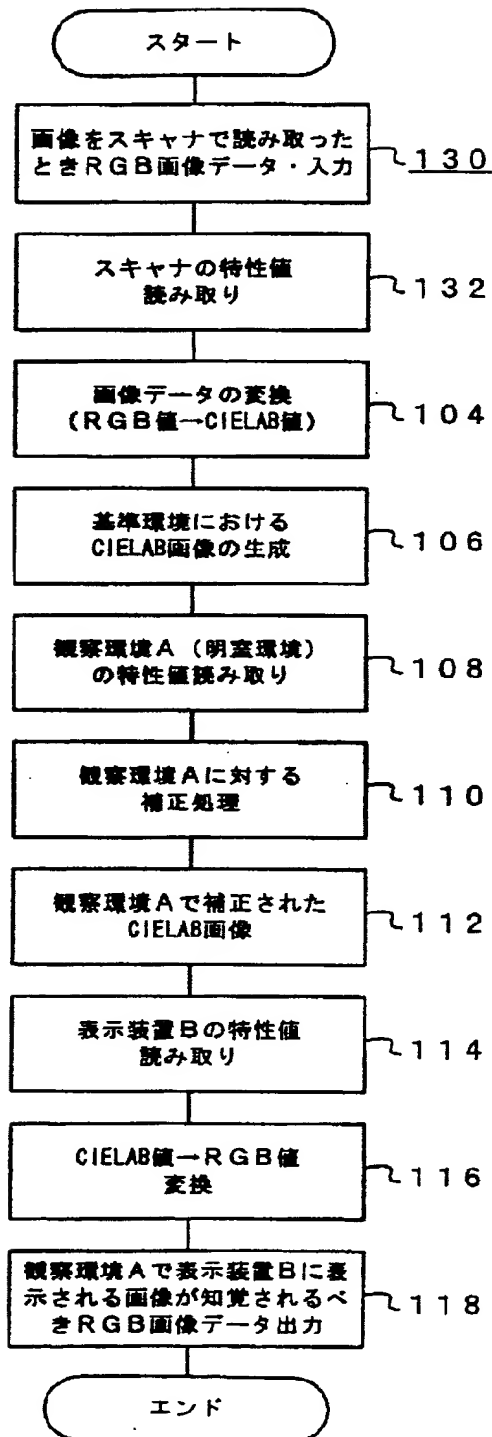 スタート
画像をスキャナで読み取った
ときRGB画像データ・入力
130
スキャナの特性値
読み取り
132
画像データの変換
(RGB値→CIELAB値)
104
基準環境における
CIELAB画像の生成
106
観察環境A(明室環境)
の特性値読み取り
108
観察環境Aに対する
補正処理
110
観察環境Aで補正された
CIELAB画像
112
表示装置Bの特性値
読み取り
114
CIELAB値→RGB値
変換
116
観察環境Aで表示装置Bに表
示される画像が知覚されるべ
きRGB画像データ出力
118
エンド